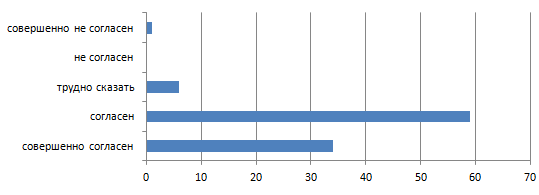 совершенно не согласен
не согласен
трудно сказать
согласен
совершенно согласен
0 10 20 30 40 50 60 70